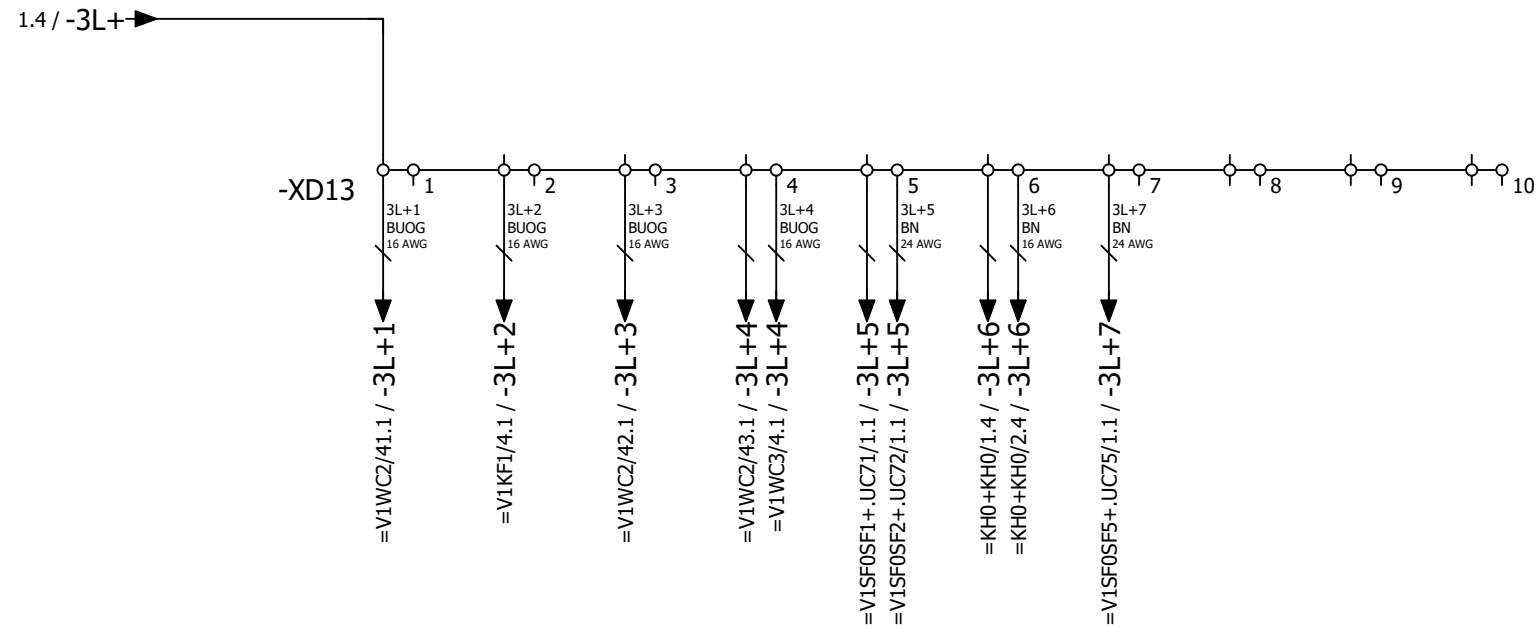 1.4 / -3L+
-XD13
1
2
3
4
5
6
7
8
9
10
3L+1
BUOG
16 AWG
3L+2
BUOG
16 AWG
3L+3
BUOG
16 AWG
3L+4
BUOG
16 AWG
3L+5
BN
24 AWG
3L+6
BN
16 AWG
3L+7
BN
24 AWG
=V1WC2/41.1 / -3L+1
=V1KF1/4.1 / -3L+2
=V1WC2/42.1 / -3L+3
=V1WC2/43.1 / -3L+4
=V1WC3/4.1 / -3L+4
=V1SF0SF1+.UC71/1.1 / -3L+5
=V1SF0SF2+.UC72/1.1 / -3L+5
=KH0+KH0/1.4 / -3L+6
=KH0+KH0/2.4 / -3L+6
=V1SF0SF5+.UC75/1.1 / -3L+7